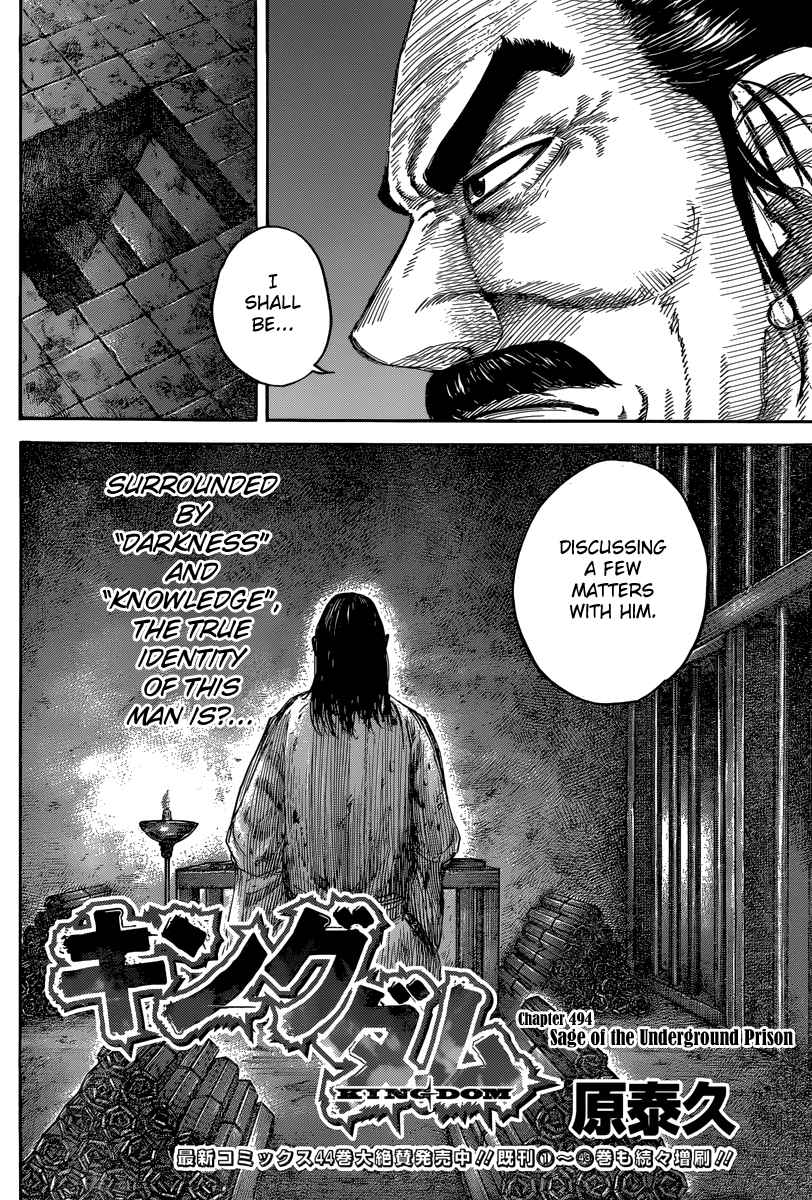 I
SHALL
BE...
DISCUSSING
A FEW
MATTERS
WITH HIM.
SURROUNDED
BY
"DARKNESS"
AND
"KNOWLEDGE",
THE TRUE
IDENTITY
OF THIS
MAN IS?...
キングダム
KINGDOM
Chapter 494
Sage of the Underground Prison
原泰久
最新コミックス44巻大絶賛発売中!!既刊①〜㊸巻も続々増刷!!